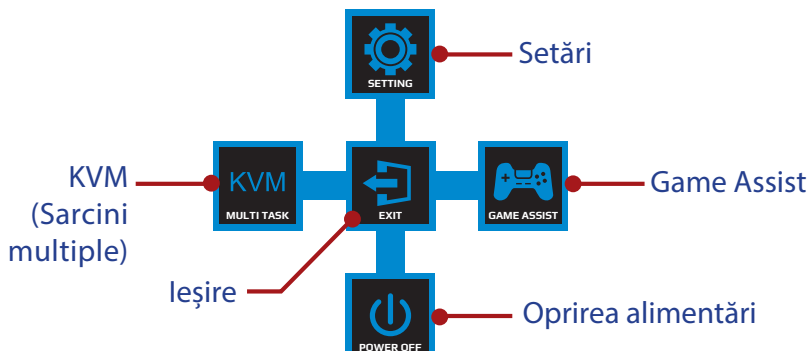 Setări
SETTING
KVM
(Sarcini
multiple)
KVM
MULTI TASK
EXIT
GAME ASSIST
Game Assist
Ieșire
Oprirea alimentări
POWER OFF